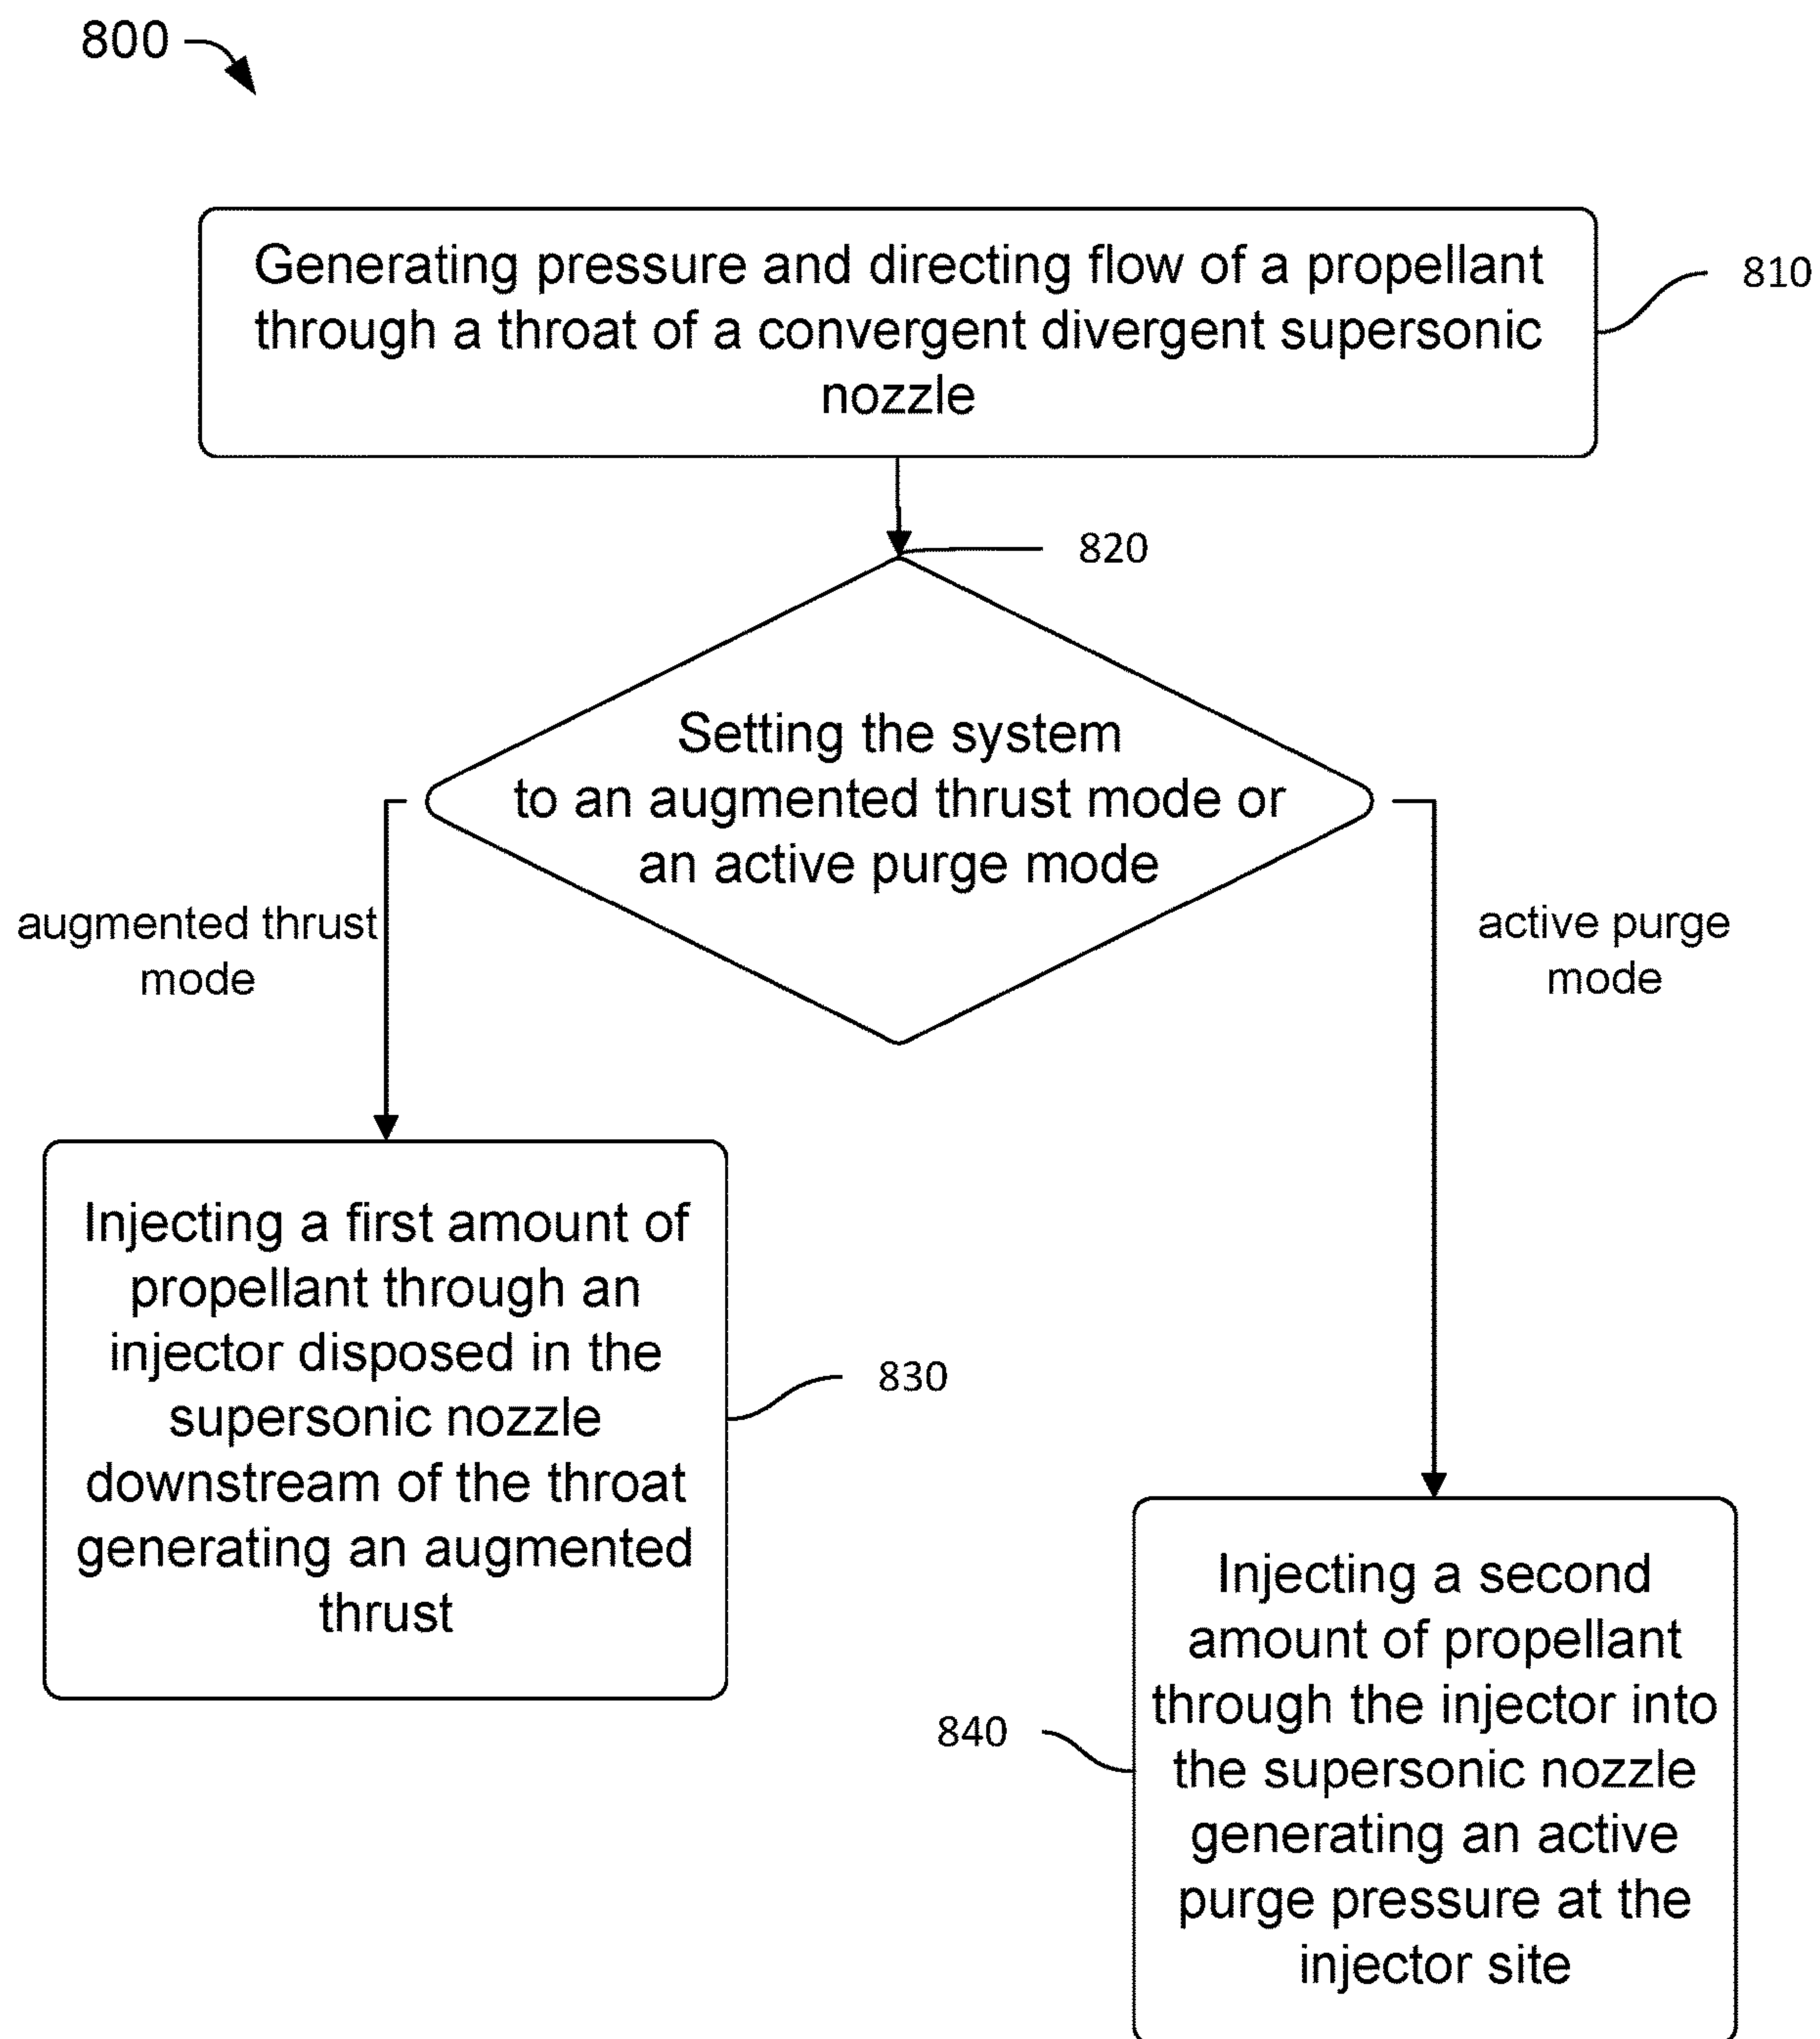 800
Generating pressure and directing flow of a propellant
through a throat of a convergent divergent supersonic
nozzle
810
820
Setting the system
to an augmented thrust mode or
an active purge mode
augmented thrust
mode
active purge
mode
Injecting a first amount of
propellant through an
injector disposed in the
supersonic nozzle
downstream of the throat
generating an augmented
thrust
830
Injecting a second
amount of propellant
through the injector into
the supersonic nozzle
generating an active
purge pressure at the
injector site
840